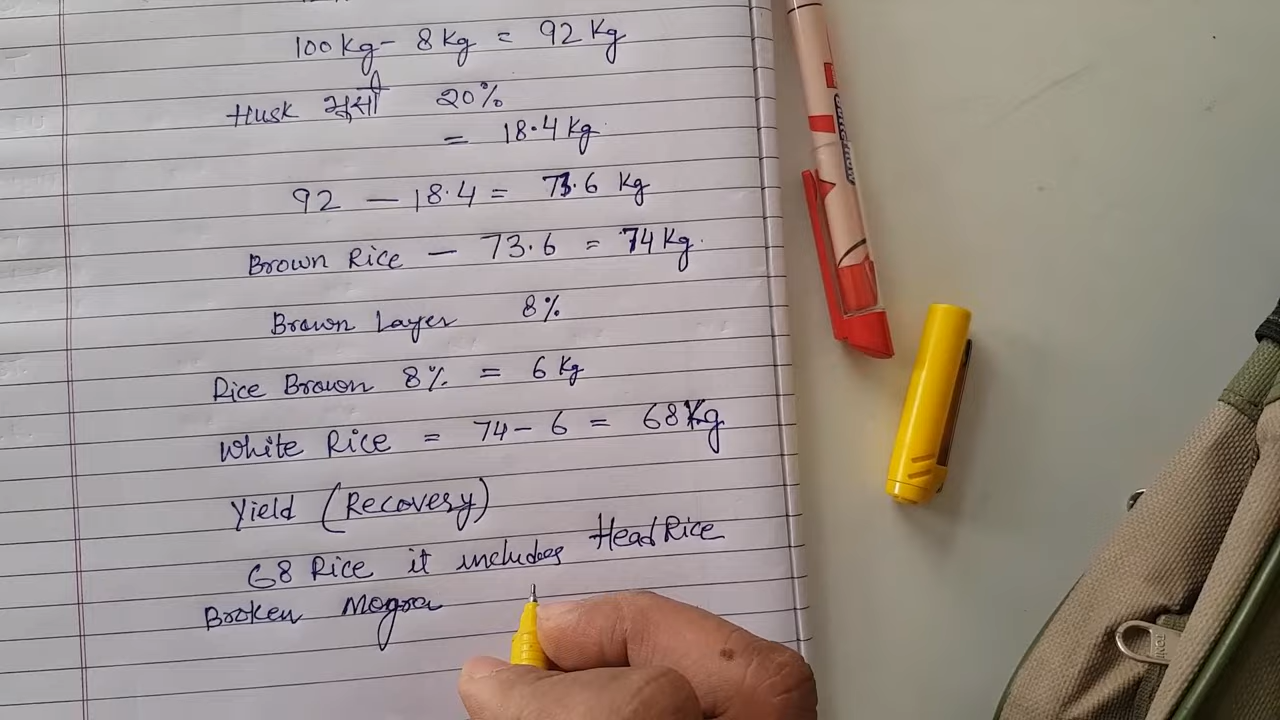 100 Kg - 8 Kg = 92 Kg
Husk भूसी 20%
= 18.4 Kg
92 - 18.4 = 73.6 Kg
Brown Rice - 73.6 = 74 Kg.
Brown Layer 8%
Rice Brown 8% = 6 Kg
White Rice = 74 - 6 = 68 Kg
Yield (Recovery)
68 Rice it includes Head Rice
Broken Mogra